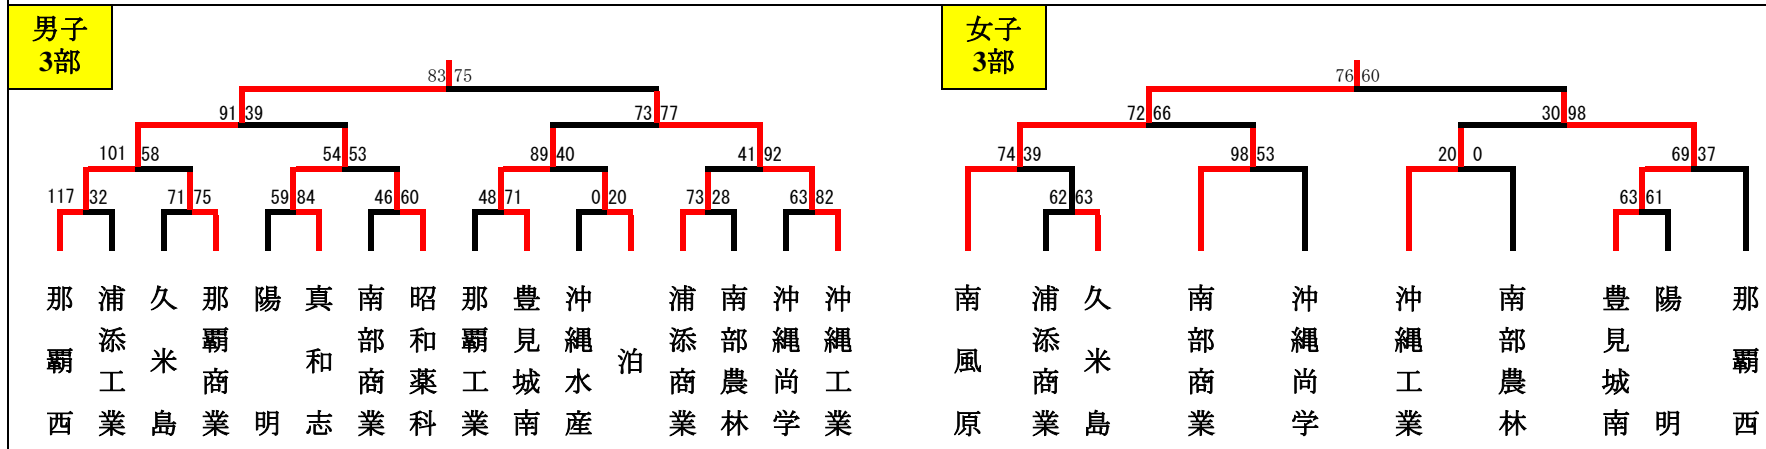 男子
3部
83 75
91 39
73 77
101 58
54 53
89 40
41 92
117 32
71 75
59 84
46 60
48 71
0 20
73 28
63 82
那覇西
浦添工業
久米島
那覇商業
陽明
真和志
南部商業
昭和薬科
那覇工業
豊見城南
沖縄水産
泊
浦添商業
南部農林
沖縄尚学
沖縄工業
女子
3部
76 60
72 66
30 98
74 39
98 53
20 0
69 37
62 63
63 61
南風原
浦添商業
久米島
南部商業
沖縄尚学
沖縄工業
南部農林
豊見城南
陽明
那覇西